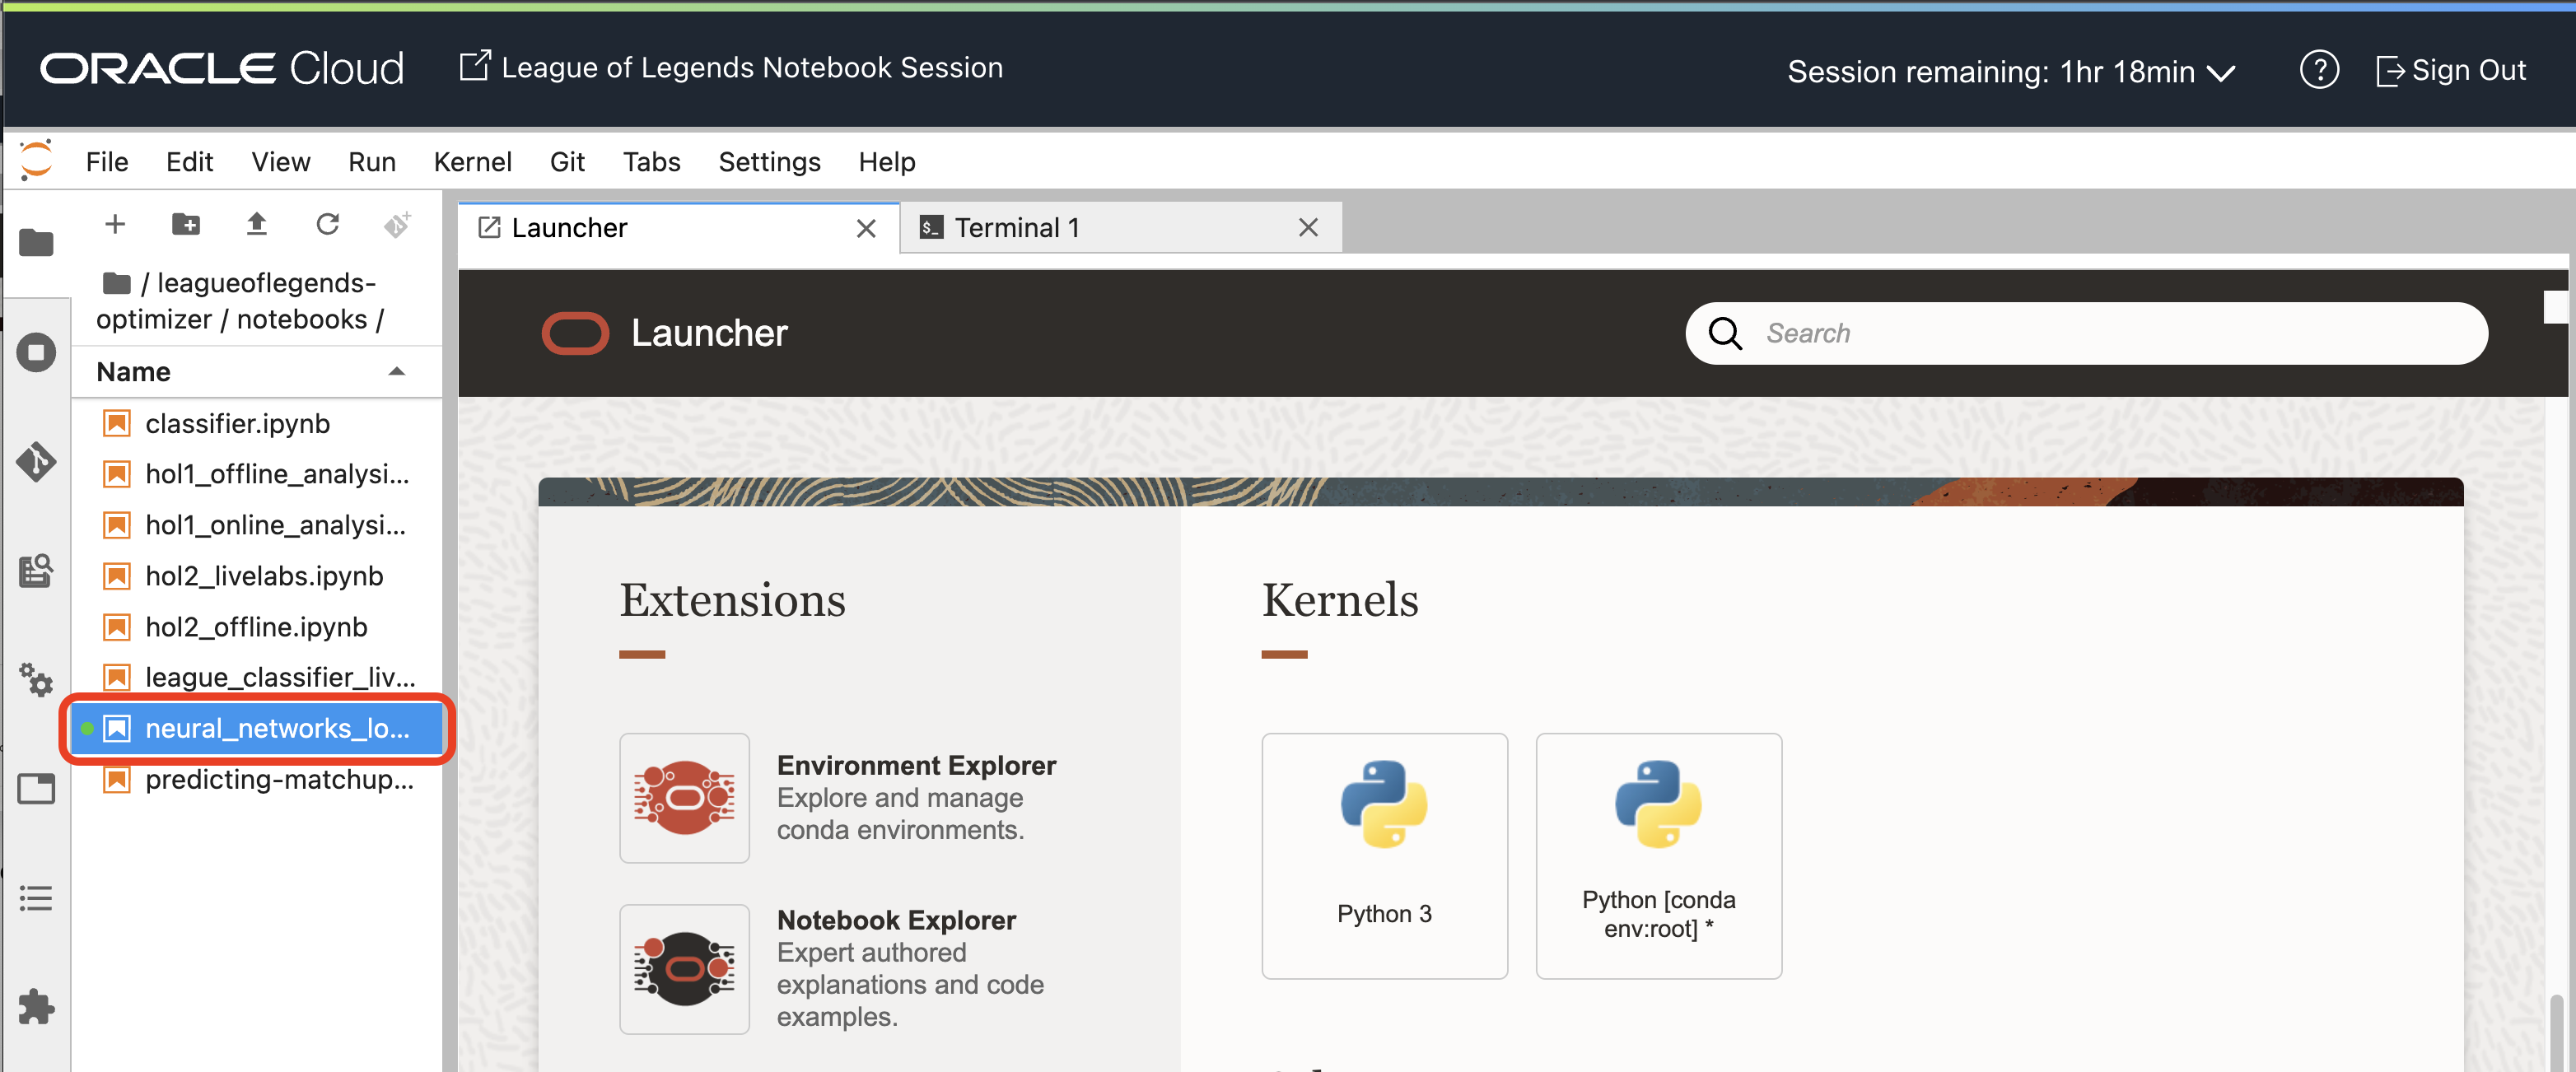 ORACLE Cloud
League of Legends Notebook Session
Session remaining: 1hr 18min
?
Sign Out
File Edit View Run Kernel Git Tabs Settings Help
/ leagueoflegends-
optimizer / notebooks /
Name
classifier.ipynb
hol1_offline_analysi...
hol1_online_analysi...
hol2_livelabs.ipynb
hol2_offline.ipynb
league_classifier_liv...
neural_networks_lo...
predicting-matchup...
Launcher
$_ Terminal 1
Launcher
Search
Extensions
Environment Explorer
Explore and manage
conda environments.
Notebook Explorer
Expert authored
explanations and code
examples.
Kernels
Python 3
Python [conda
env:root] *